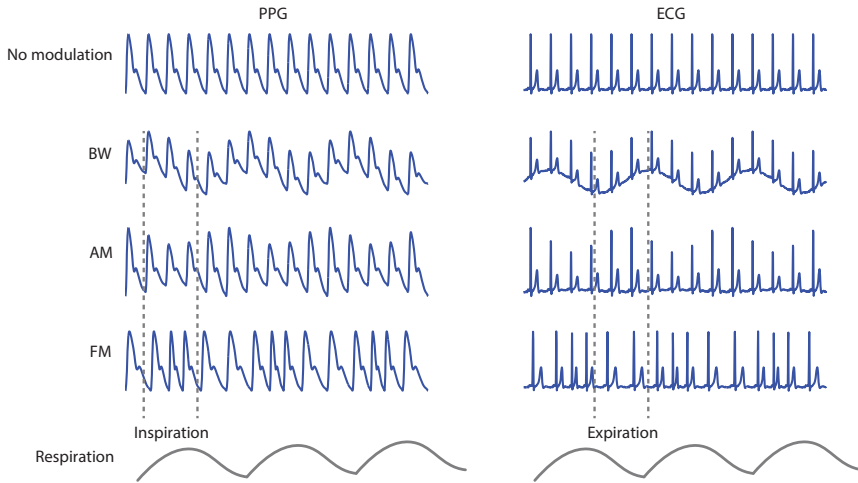 PPG
ECG
No modulation
BW
AM
FM
Inspiration
Expiration
Respiration